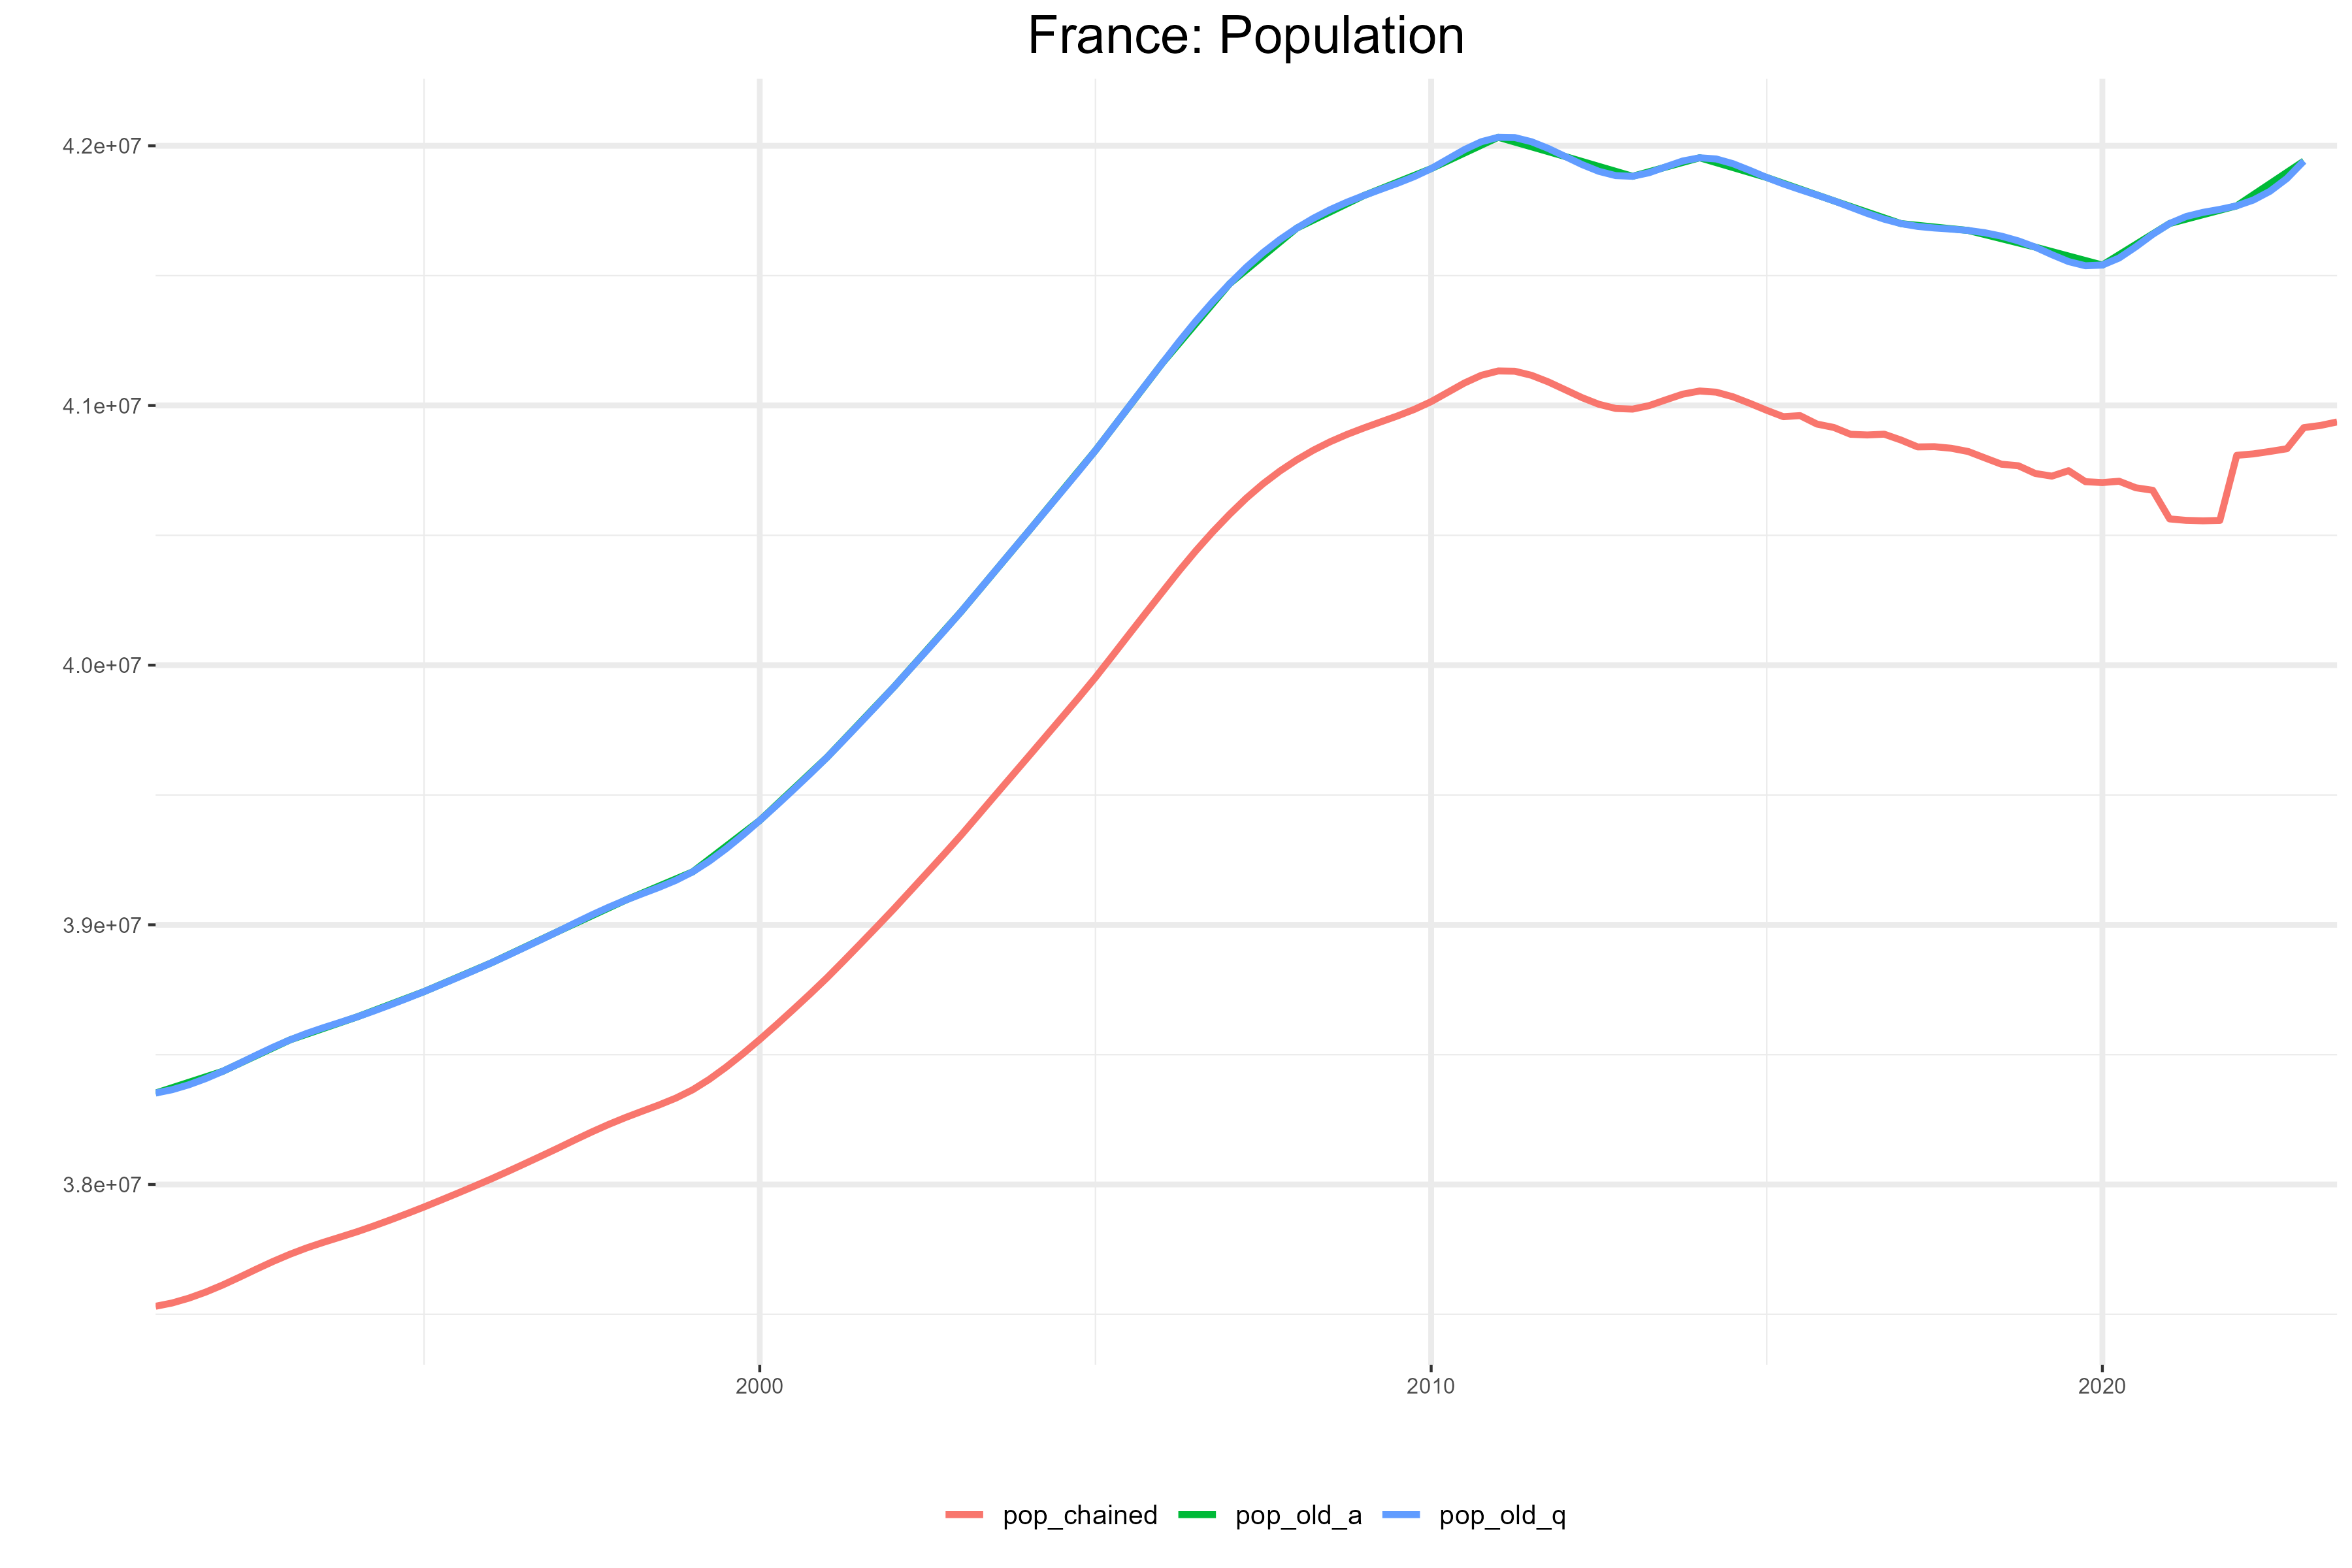 France: Population
4.2e+07
4.1e+07
4.0e+07
3.9e+07
3.8e+07
2000 2010 2020
pop_chained pop_old_a pop_old_q